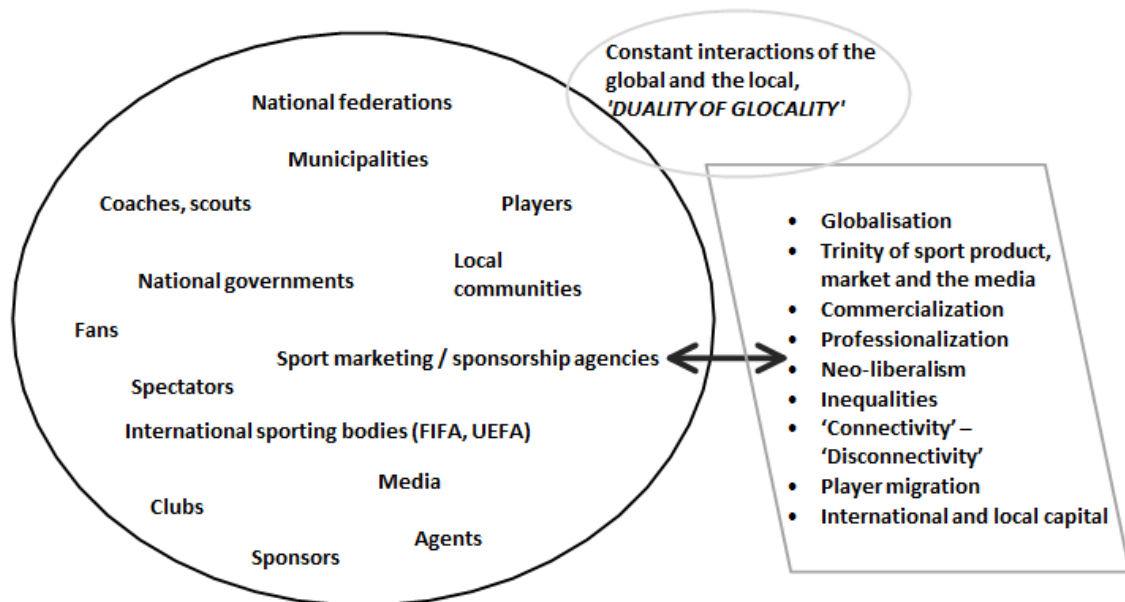 Constant interactions of the
global and the local,
'DUALITY OF GLOCALITY'
National federations
Municipalities
Coaches, scouts
Players
National governments
Local
communities
Fans
Sport marketing / sponsorship agencies
Spectators
International sporting bodies (FIFA, UEFA)
Media
Clubs
Agents
Sponsors
• Globalisation
• Trinity of sport product,
market and the media
• Commercialization
• Professionalization
• Neo-liberalism
• Inequalities
• ‘Connectivity’ –
‘Disconnectivity’
• Player migration
• International and local capital